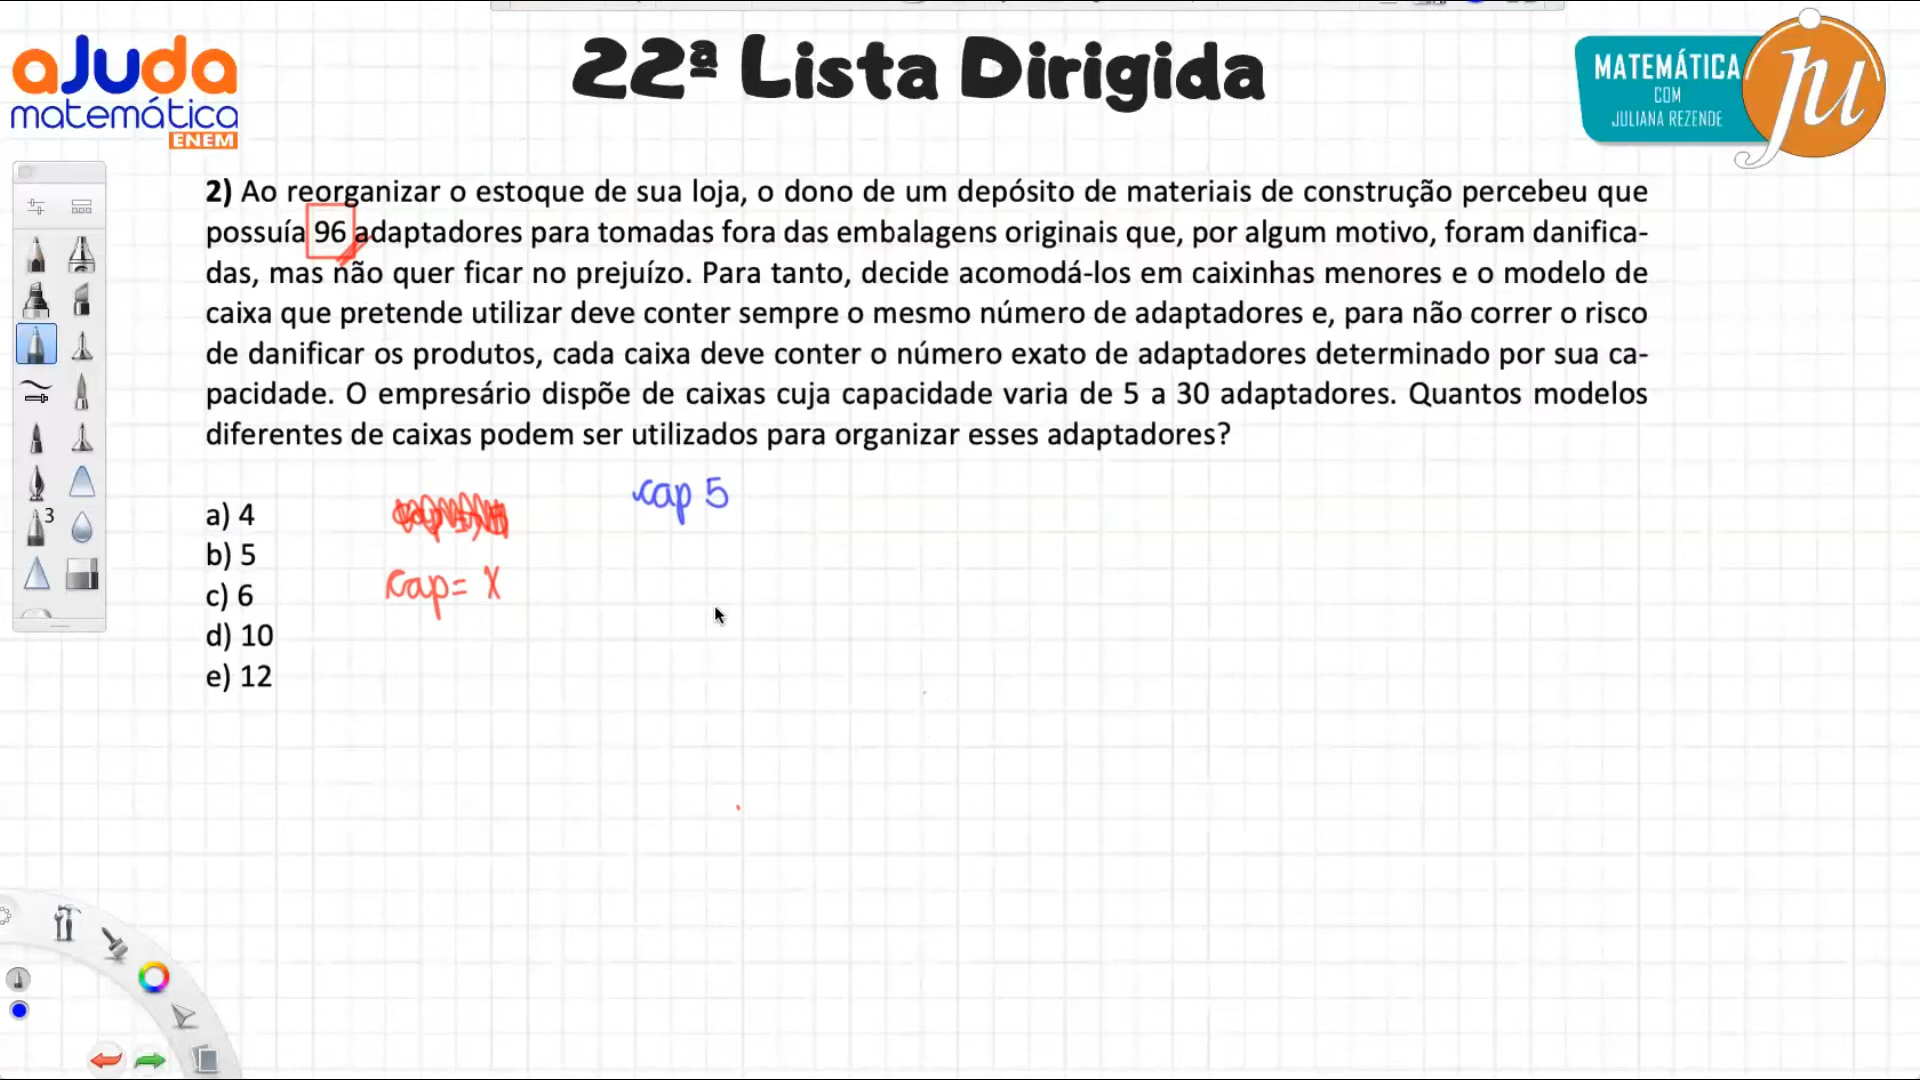 aJuda
matemática
ENEM
22ª Lista Dirigida
MATEMÁTICA
COM
JULIANA REZENDE
ju
2) Ao reorganizar o estoque de sua loja, o dono de um depósito de materiais de construção percebeu que
possuía 96 adaptadores para tomadas fora das embalagens originais que, por algum motivo, foram danifica-
das, mas não quer ficar no prejuízo. Para tanto, decide acomodá-los em caixinhas menores e o modelo de
caixa que pretende utilizar deve conter sempre o mesmo número de adaptadores e, para não correr o risco
de danificar os produtos, cada caixa deve conter o número exato de adaptadores determinado por sua ca-
pacidade. O empresário dispõe de caixas cuja capacidade varia de 5 a 30 adaptadores. Quantos modelos
diferentes de caixas podem ser utilizados para organizar esses adaptadores?
cap 5
a) 4
b) 5
cap= x
c) 6
d) 10
e) 12
3